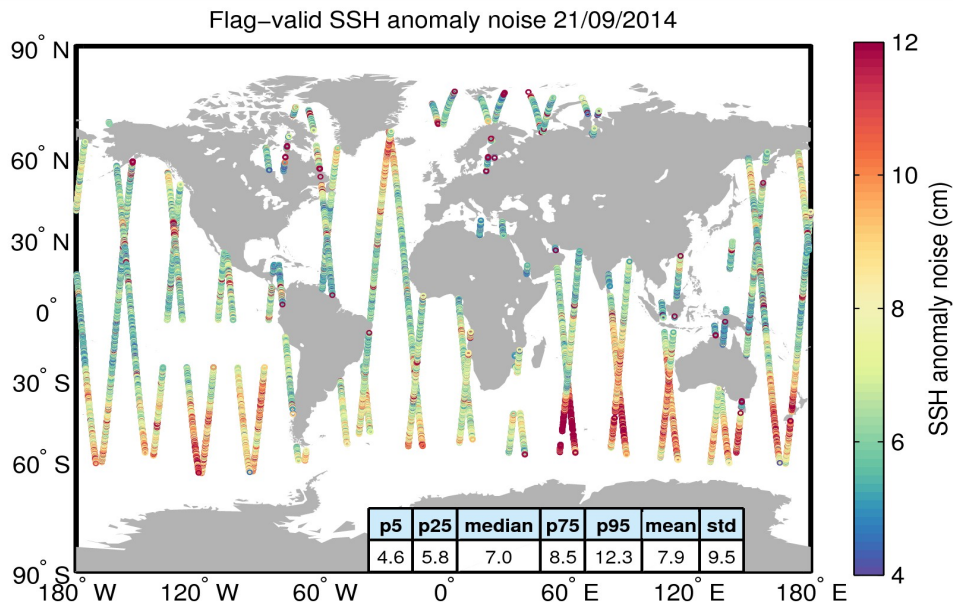 Flag−valid SSH anomaly noise 21/09/2014
90° N
60° N
30° N
0°
30° S
60° S
90° S
180° W 120° W 60° W 0° 60° E 120° E 180° E
p5 p25 median p75 p95 mean std
4.6 5.8 7.0 8.5 12.3 7.9 9.5
12
10
8
6
4
SSH anomaly noise (cm)